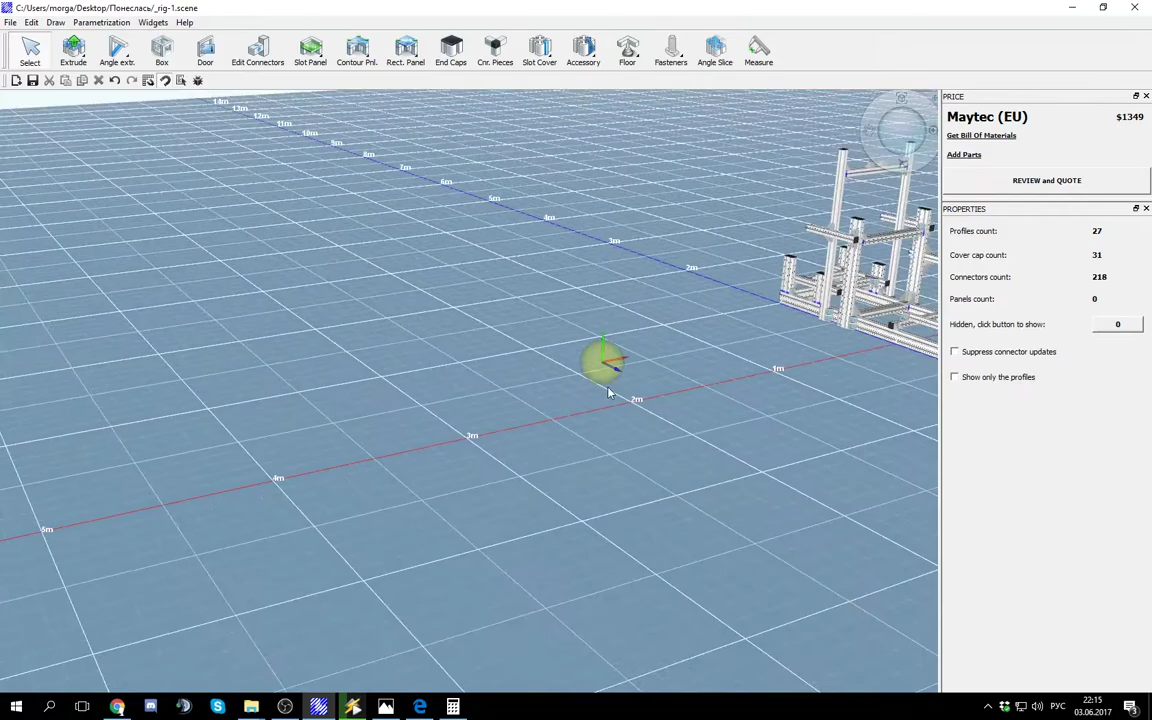 C:/Users/morga/Desktop/Понеслась/_rig-1.scene
File Edit Draw Parametrization Widgets Help
Select Extrude Angle extr. Box Door Edit Connectors Slot Panel Contour Pnl. Rect. Panel End Caps Cnr. Pieces Slot Cover Accessory Floor Fasteners Angle Slice Measure
PRICE
Maytec (EU) $1349
Get Bill Of Materials
Add Parts
REVIEW and QUOTE
PROPERTIES
Profiles count: 27
Cover cap count: 31
Connectors count: 218
Panels count: 0
Hidden, click button to show: 0
Suppress connector updates
Show only the profiles
14m
13m
12m
11m
10m
9m
8m
7m
6m
5m
4m
3m
2m
1m
2m
3m
4m
5m
РУС
22:15
03.06.2017
3